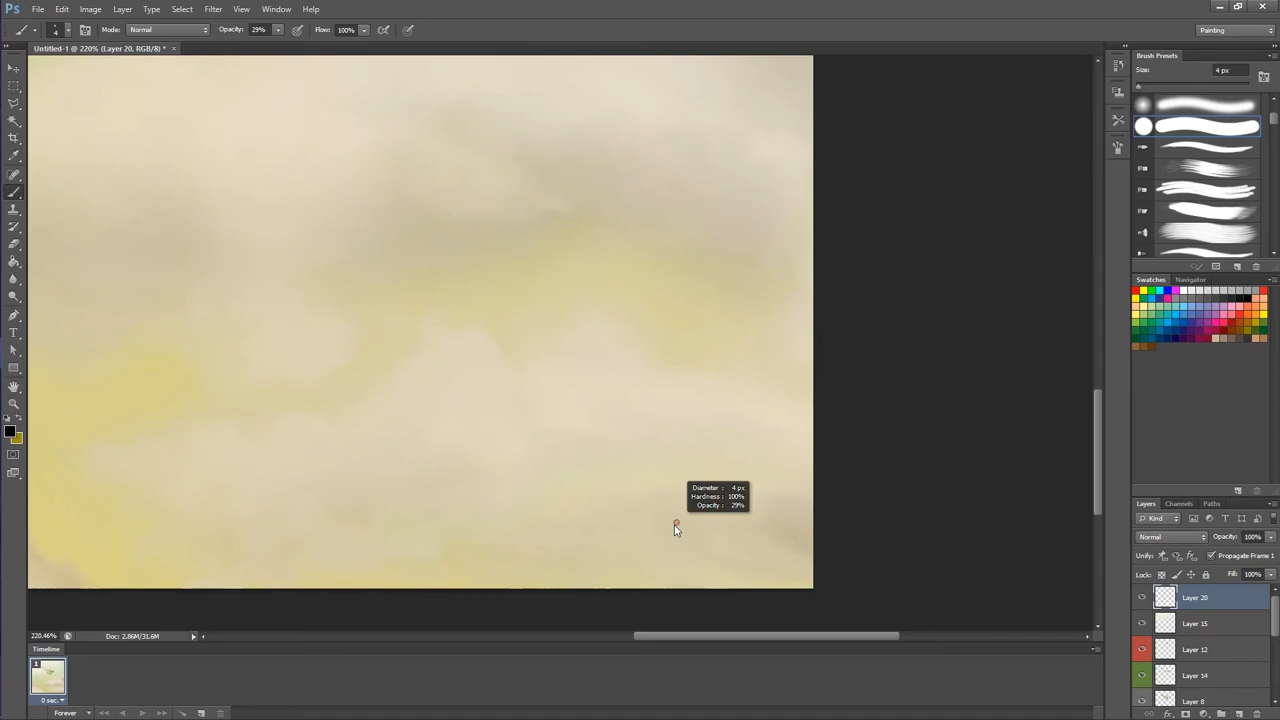 Ps File Edit Image Layer Type Select Filter View Window Help
4 Mode: Normal Opacity: 29% Flow: 100% Painting
Untitled-1 @ 220% (Layer 20, RGB/8) * ×
Brush Presets
Size: 4 px
Swatches Navigator
Diameter : 4 px
Hardness : 100%
Opacity : 29%
Layers Channels Paths
Kind
Normal Opacity: 100%
Unify: Propagate Frame 1
Lock: Fill: 100%
Layer 20
Layer 15
Layer 12
Layer 14
Layer 8
220.46% Doc: 2.86M/31.6M
Timeline
1
0 sec.
Forever